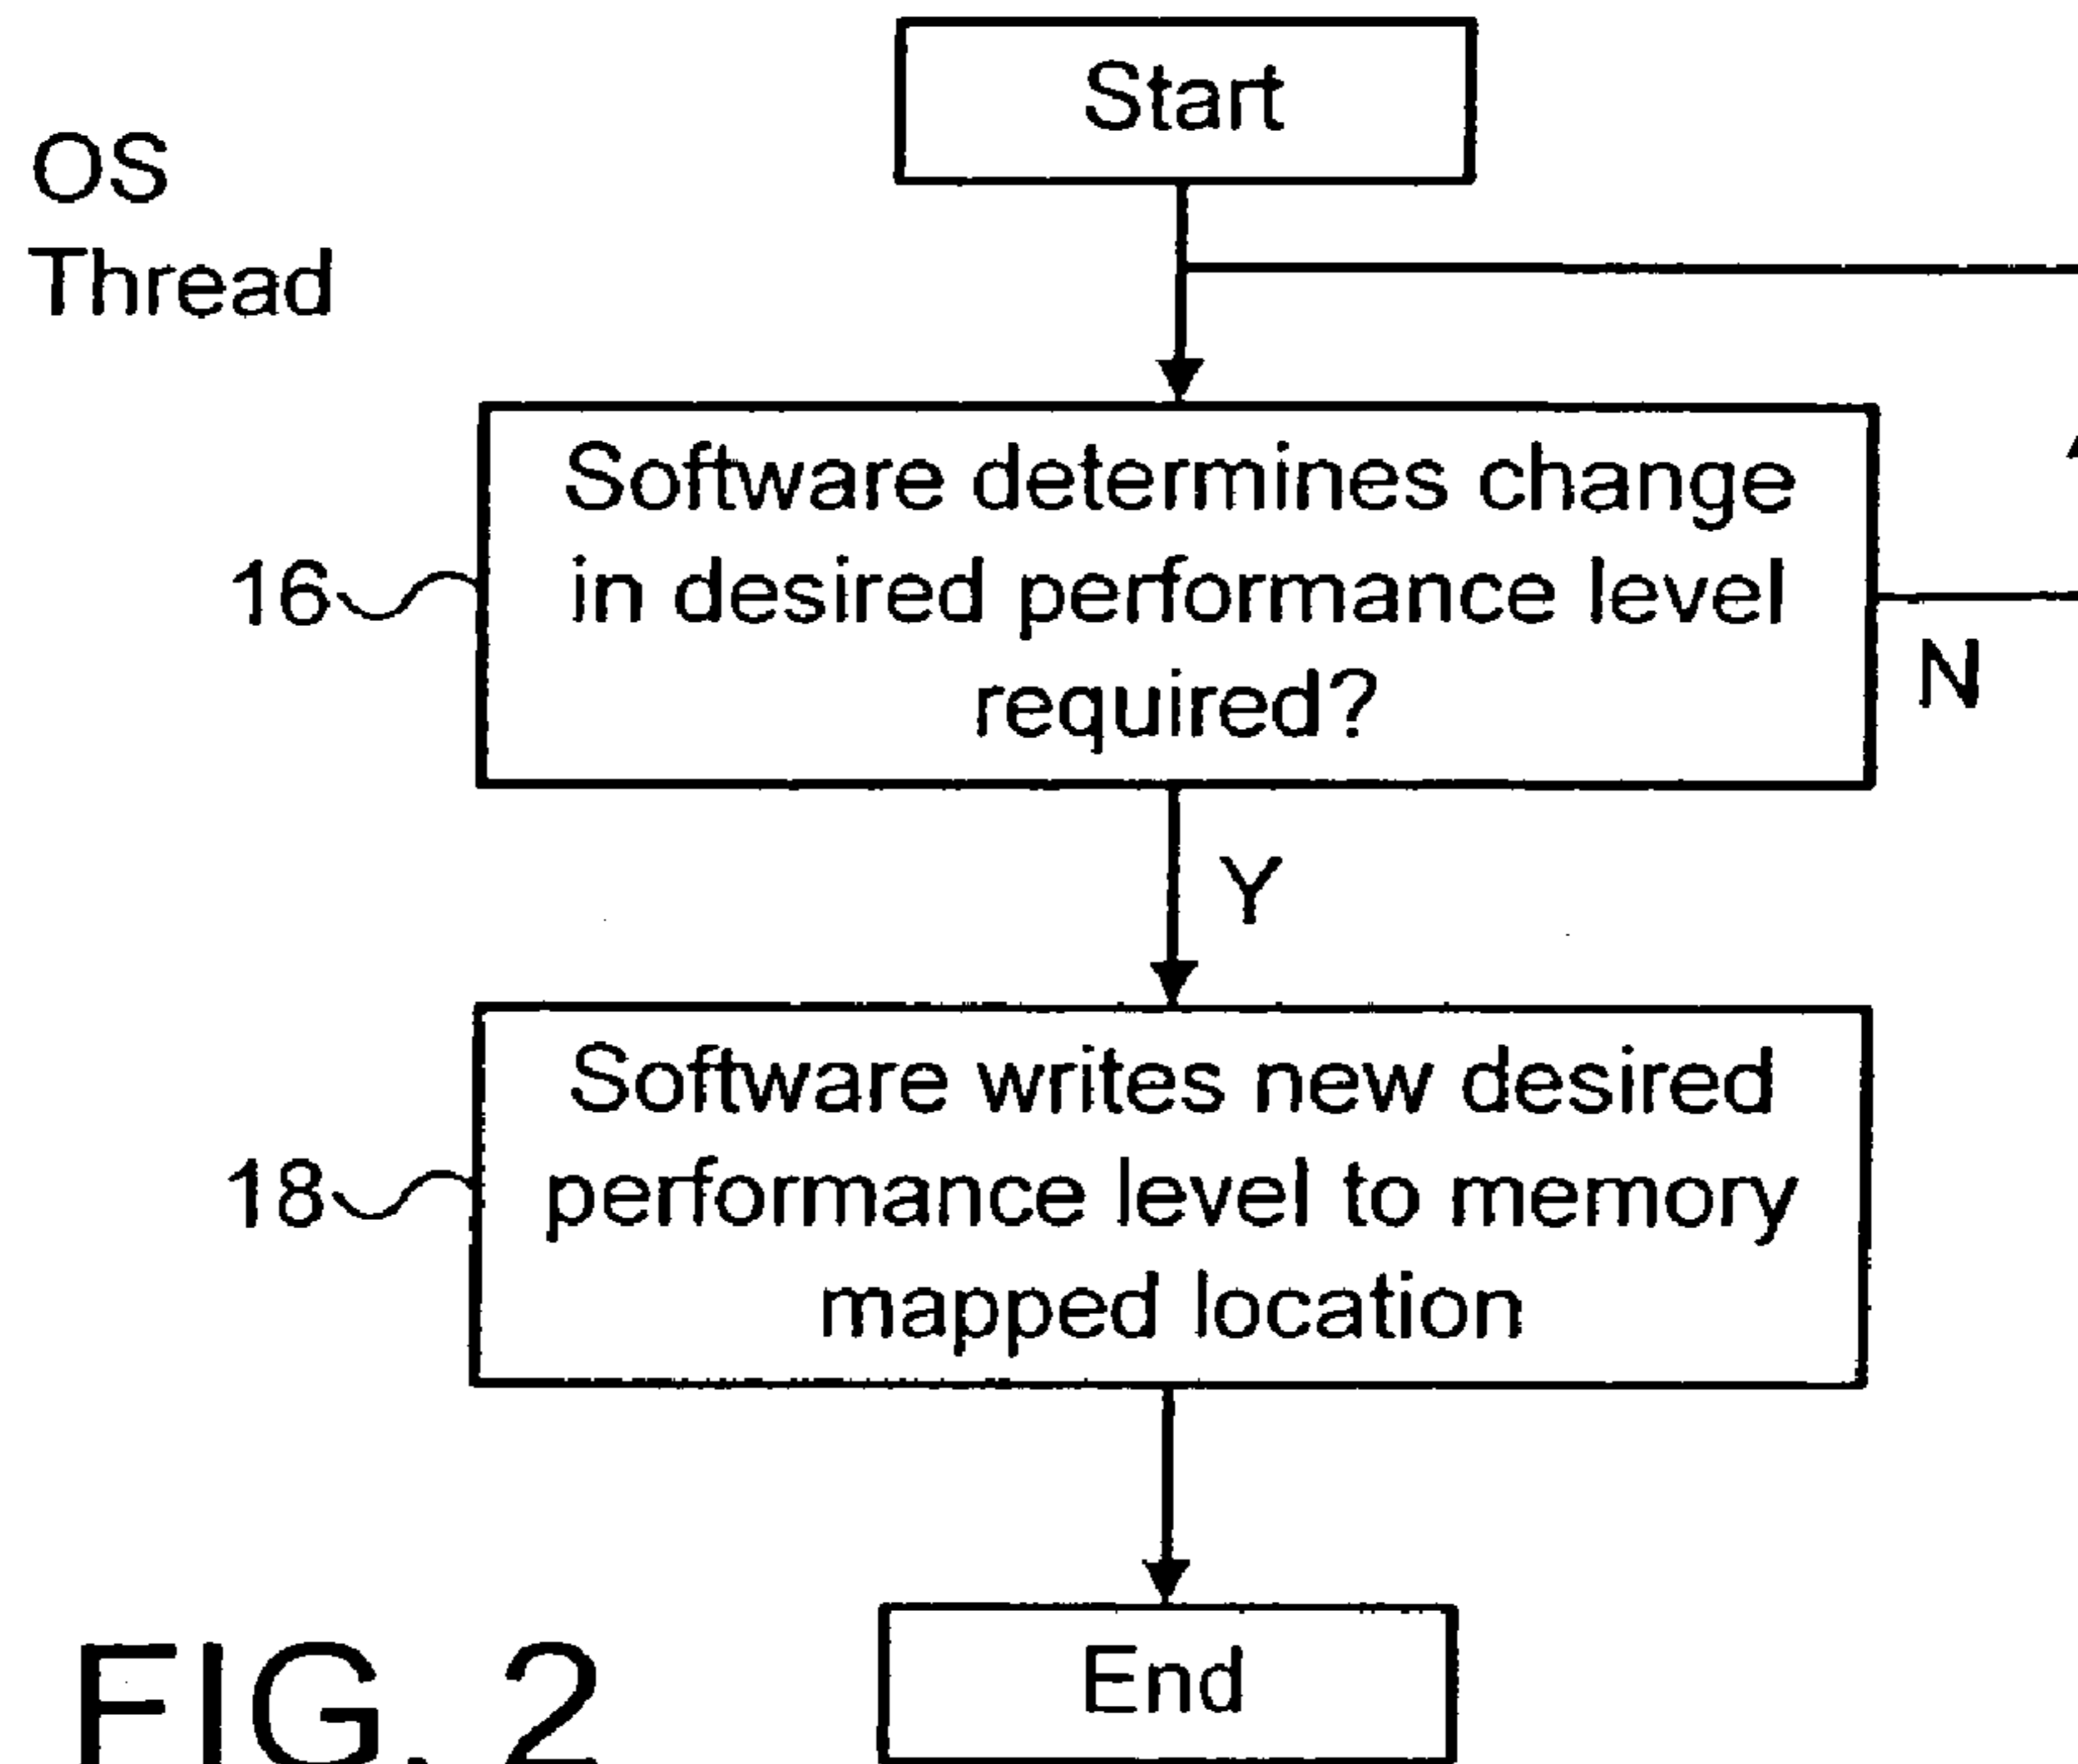 Start
OS
Thread
Software determines change
in desired performance level
required?
16
N
Y
Software writes new desired
performance level to memory
mapped location
18
End
FIG. 2